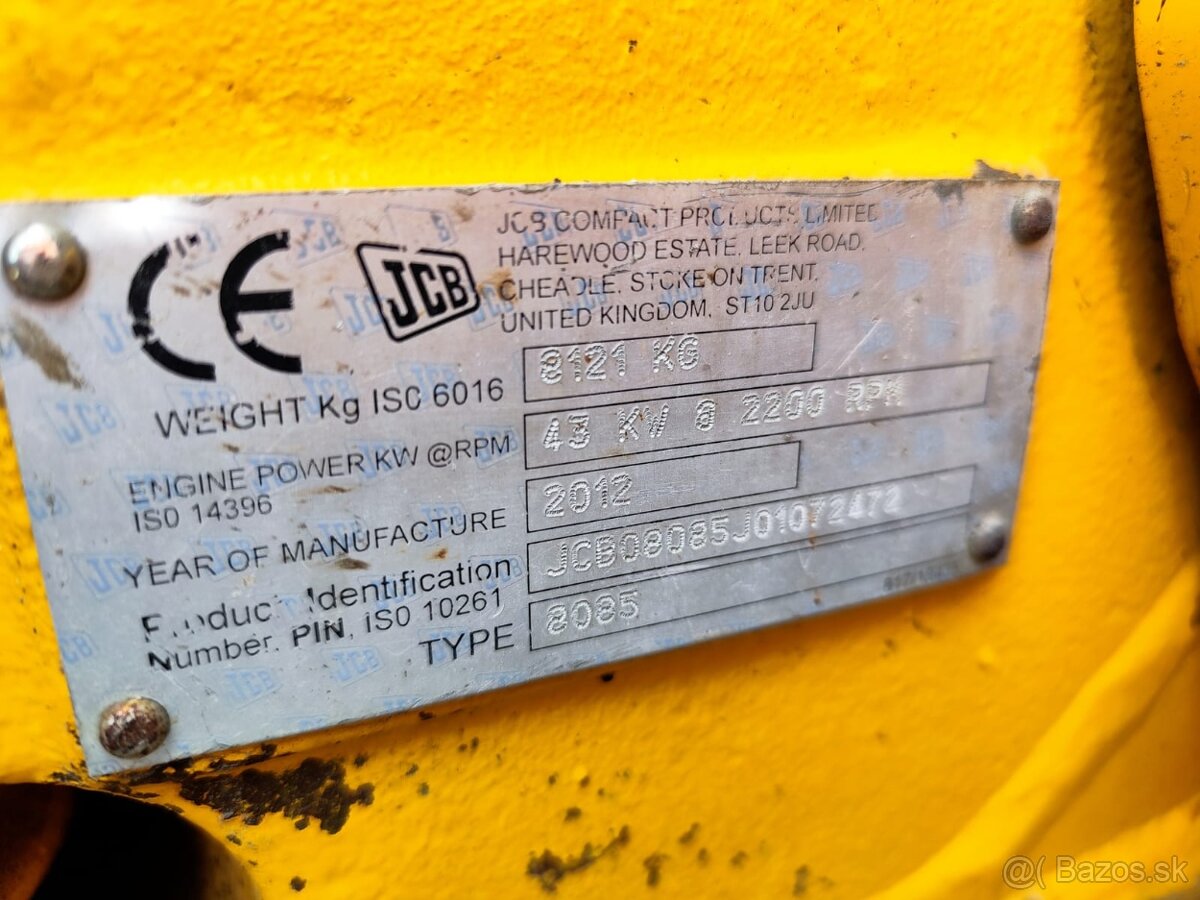 CE
JCB
JCB COMPACT PRODUCTS LIMITED
HAREWOOD ESTATE, LEEK ROAD,
CHEADLE, STOKE ON TRENT,
UNITED KINGDOM, ST10 2JU
WEIGHT Kg ISO 6016 8121 KG
ENGINE POWER KW @RPM 43 KW @ 2200 RPM
ISO 14396
YEAR OF MANUFACTURE 2012
Product Identification JCB08085J01072472
Number. PIN, ISO 10261
TYPE 8085
@( Bazos.sk